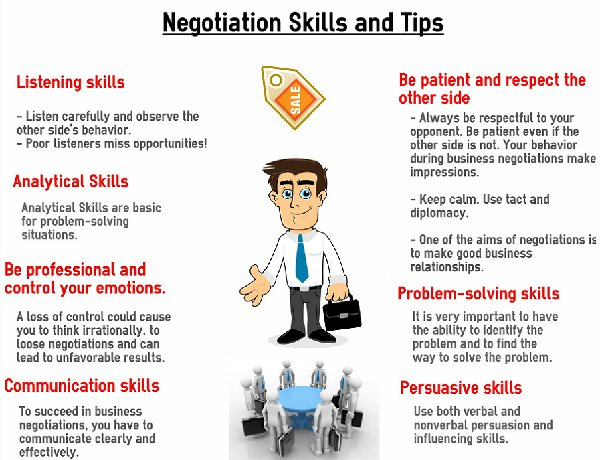 Negotiation Skills and Tips
Listening skills
- Listen carefully and observe the
other side's behavior.
- Poor listeners miss opportunities!
Analytical Skills
Analytical Skills are basic
for problem-solving
situations.
Be professional and
control your emotions.
A loss of control could cause
you to think irrationally. to
loose negotiations and can
lead to unfavorable results.
Communication skills
To succeed in business
negotiations, you have to
communicate clearly and
effectively.
SALE
Be patient and respect the
other side
- Always be respectful to your
opponent. Be patient even if the
other side is not. Your behavior
during business negotiations make
impressions.
- Keep calm. Use tact and
diplomacy.
- One of the aims of negotiations is
to make good business
relationships.
Problem-solving skills
It is very important to have
the ability to identify the
problem and to find the
way to solve the problem.
Persuasive skills
Use both verbal and
nonverbal persuasion and
influencing skills.